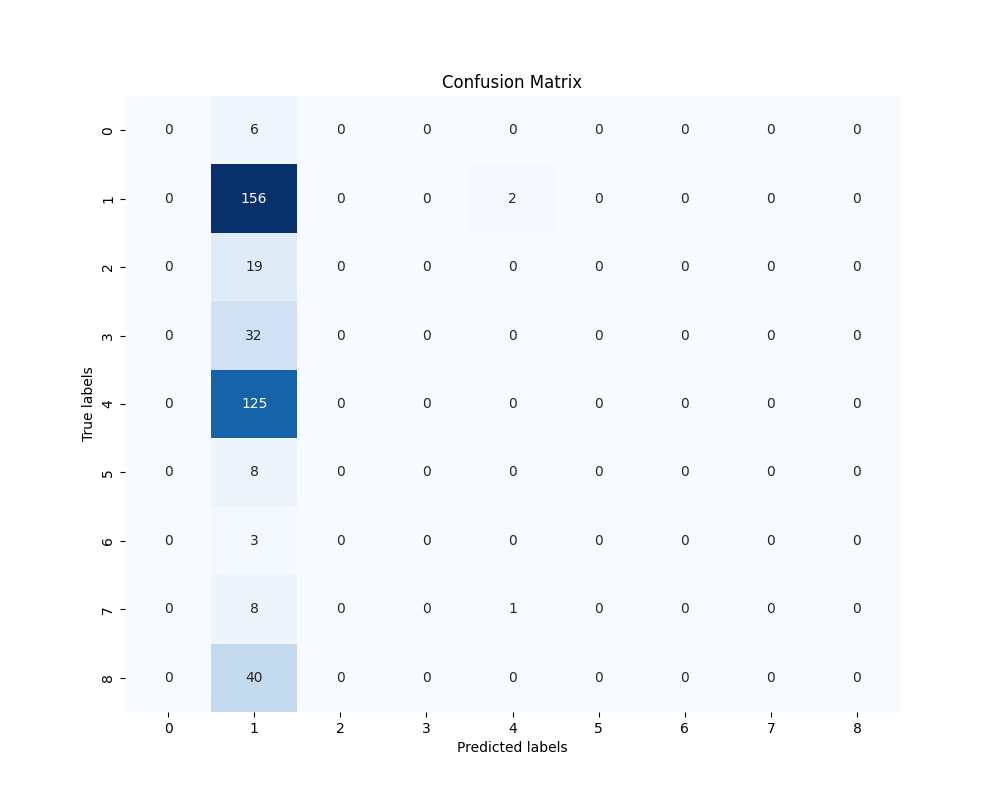 Confusion Matrix
0 0 6 0 0 0 0 0 0 0
1 0 156 0 0 2 0 0 0 0
2 0 19 0 0 0 0 0 0 0
3 0 32 0 0 0 0 0 0 0
4 0 125 0 0 0 0 0 0 0
5 0 8 0 0 0 0 0 0 0
6 0 3 0 0 0 0 0 0 0
7 0 8 0 0 1 0 0 0 0
8 0 40 0 0 0 0 0 0 0
True labels
0 1 2 3 4 5 6 7 8
Predicted labels